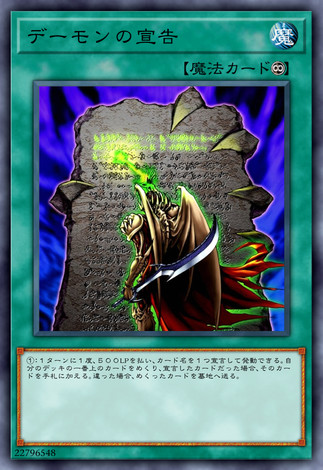 デーモンの宣告
魔
【魔法カード】
①:1ターンに1度、500LPを払い、カード名を1つ宣言して発動できる。自
分のデッキの一番上のカードをめくり、宣言したカードだった場合、そのカー
ドを手札に加える。違った場合、めくったカードを墓地へ送る。
22796548